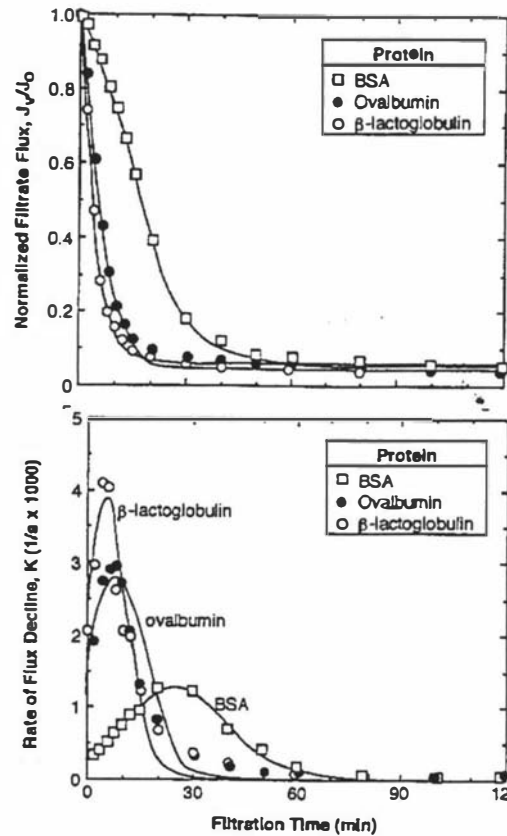 1.0
0.8
0.6
0.4
0.2
0
Normalized Filtrate Flux, Jv/Jo
Protein
BSA
Ovalbumin
β-lactoglobulin
5
4
3
2
1
0
Rate of Flux Decline, K (1/s x 1000)
Protein
BSA
Ovalbumin
β-lactoglobulin
β-lactoglobulin
ovalbumin
BSA
0 30 60 90 120
Filtration Time (min)